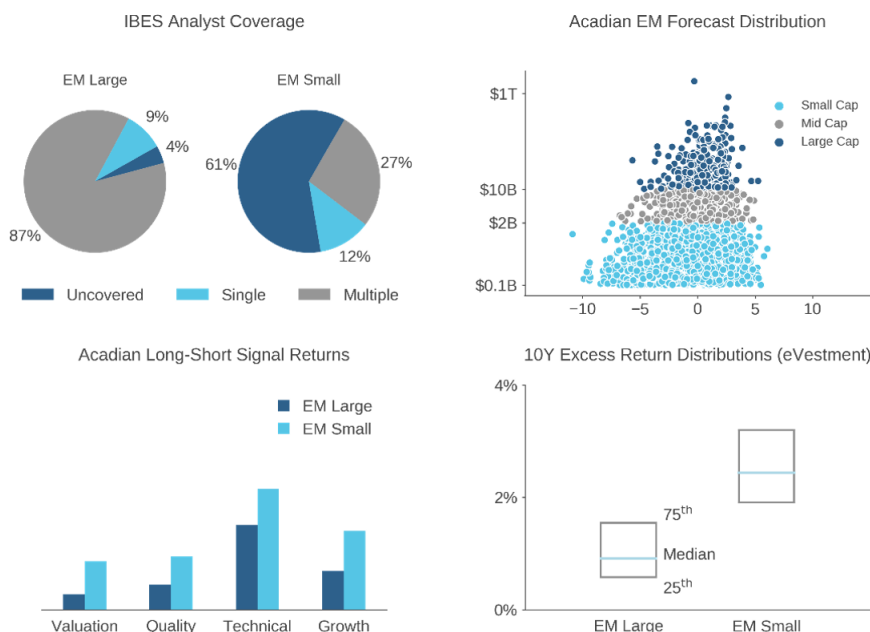 IBES Analyst Coverage
EM Large
EM Small
9%
4%
87%
61%
27%
12%
Uncovered
Single
Multiple
Acadian EM Forecast Distribution
$1T
$10B
$2B
$0.1B
Small Cap
Mid Cap
Large Cap
−10
−5
0
5
10
Acadian Long-Short Signal Returns
EM Large
EM Small
Valuation
Quality
Technical
Growth
10Y Excess Return Distributions (eVestment)
4%
2%
0%
75th
Median
25th
EM Large
EM Small